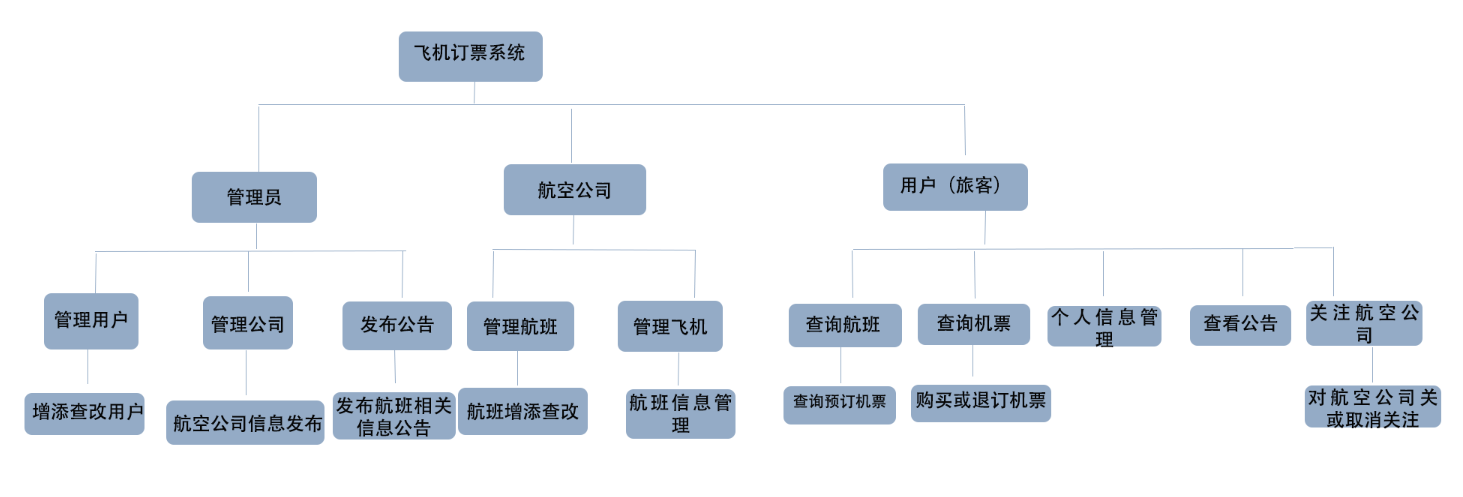 飞机订票系统
管理员
航空公司
用户（旅客）
管理用户
管理公司
发布公告
管理航班
管理飞机
查询航班
查询机票
个人信息管
理
查看公告
关注航空公
司
增添查改用户
航空公司信息发布
发布航班相关
信息公告
航班增添查改
航班信息管
理
查询预订机票
购买或退订机票
对航空公司关
或取消关注